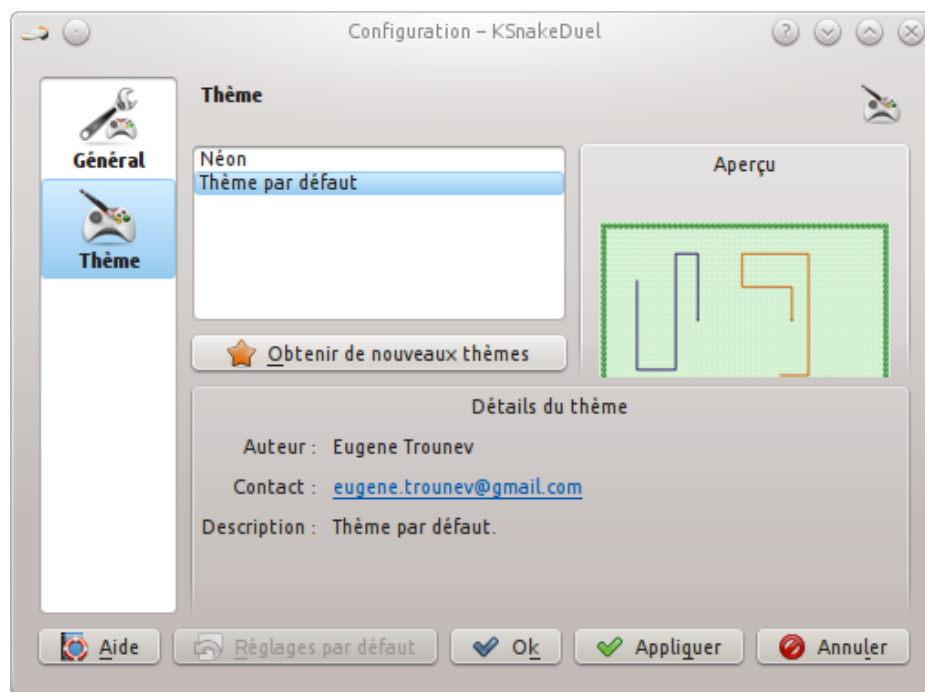 Configuration – KSnakeDuel
Thème
Général
Thème
Néon
Thème par défaut
Aperçu
Obtenir de nouveaux thèmes
Détails du thème
Auteur : Eugene Trounev
Contact : eugene.trounev@gmail.com
Description : Thème par défaut.
Aide
Réglages par défaut
Ok
Appliquer
Annuler